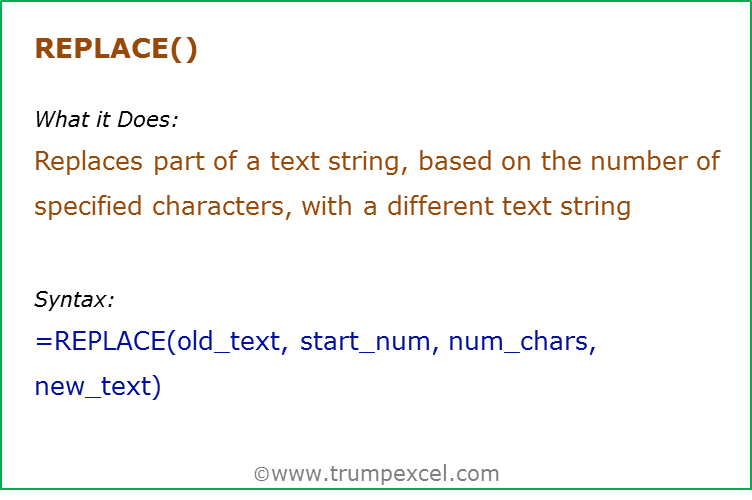 REPLACE()
What it Does:
Replaces part of a text string, based on the number of
specified characters, with a different text string
Syntax:
=REPLACE(old_text, start_num, num_chars,
new_text)
©www.trumpexcel.com